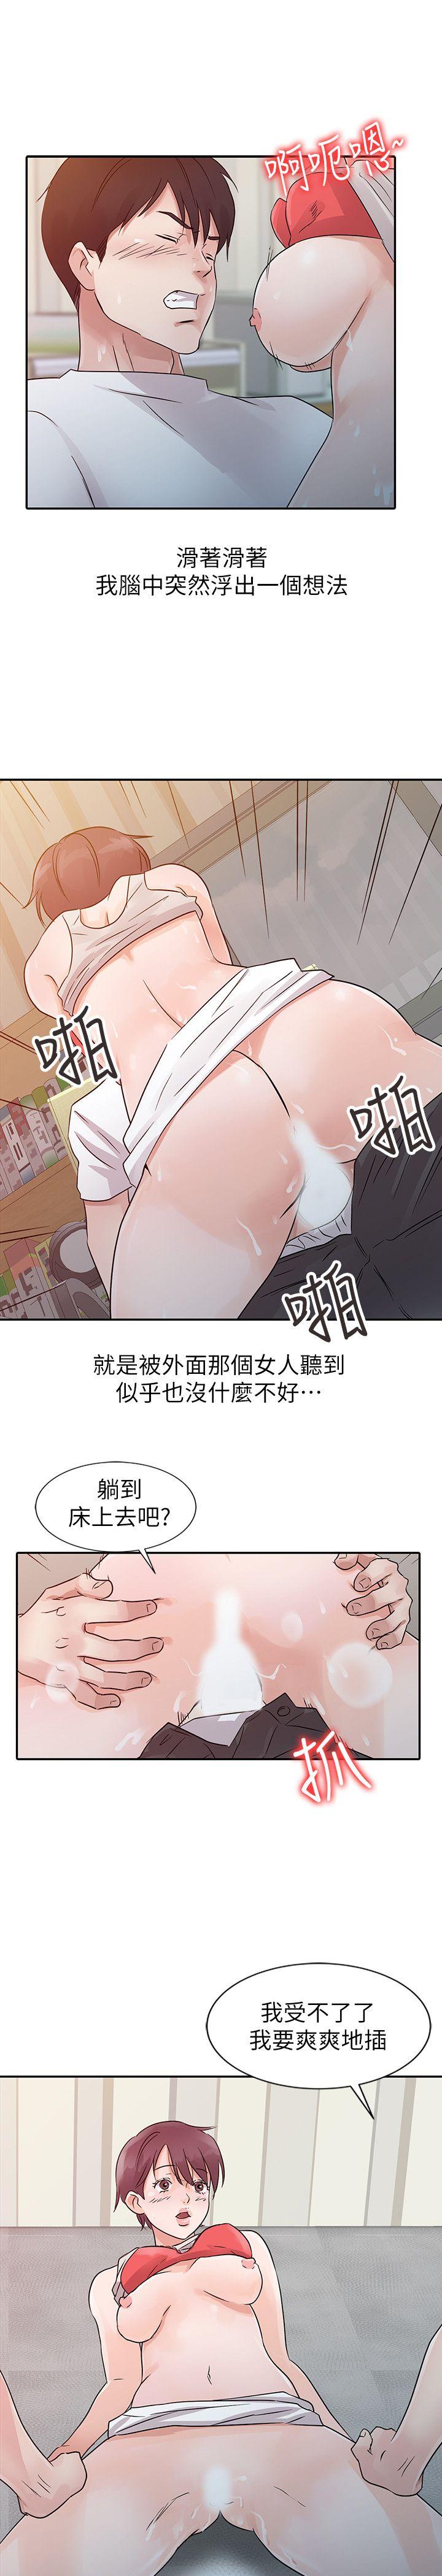 啊呃嗯~
滑著滑著
我腦中突然浮出一個想法
啪
啪
啪
就是被外面那個女人聽到
似乎也沒什麼不好…
躺到
床上去吧?
抓
我受不了了
我要爽爽地插